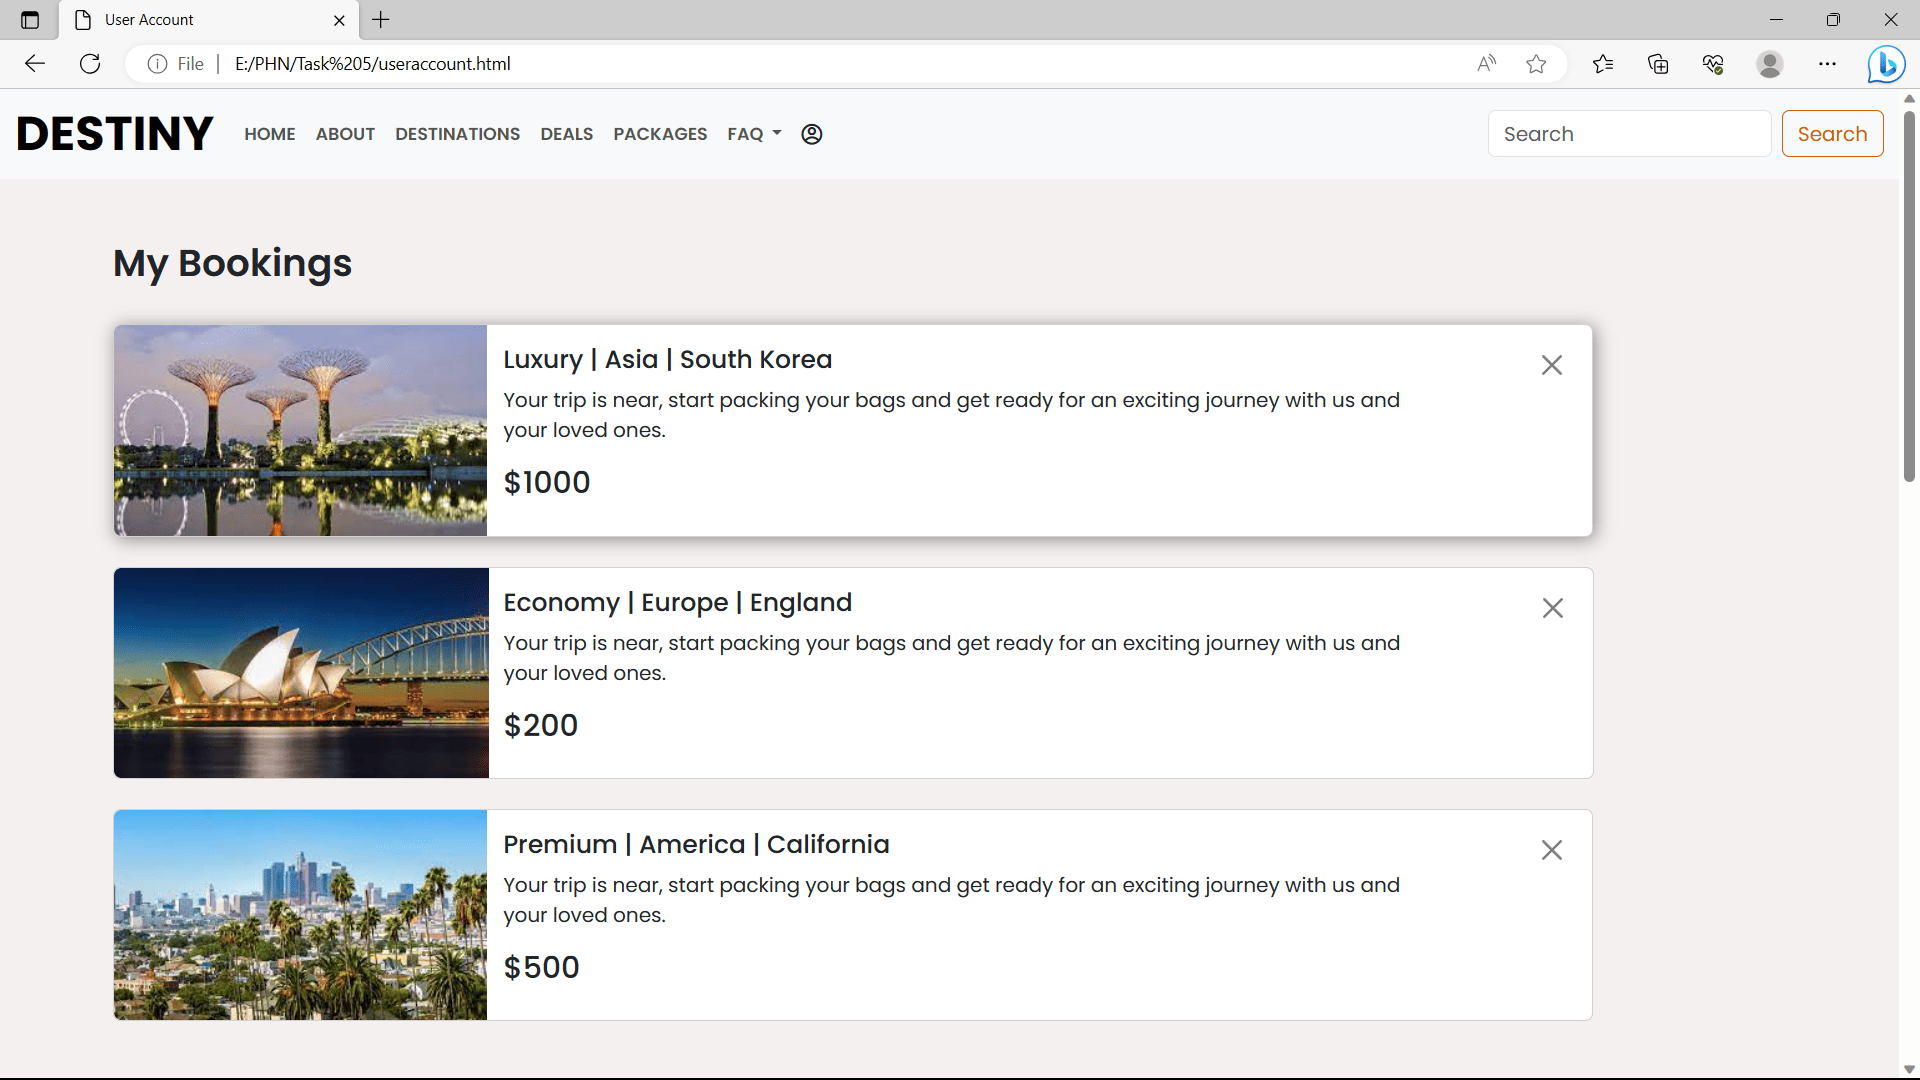 User Account
File
E:/PHN/Task%205/useraccount.html
DESTINY
HOME ABOUT DESTINATIONS DEALS PACKAGES FAQ
Search
Search
My Bookings
Luxury | Asia | South Korea
Your trip is near, start packing your bags and get ready for an exciting journey with us and
your loved ones.
$1000
Economy | Europe | England
Your trip is near, start packing your bags and get ready for an exciting journey with us and
your loved ones.
$200
Premium | America | California
Your trip is near, start packing your bags and get ready for an exciting journey with us and
your loved ones.
$500